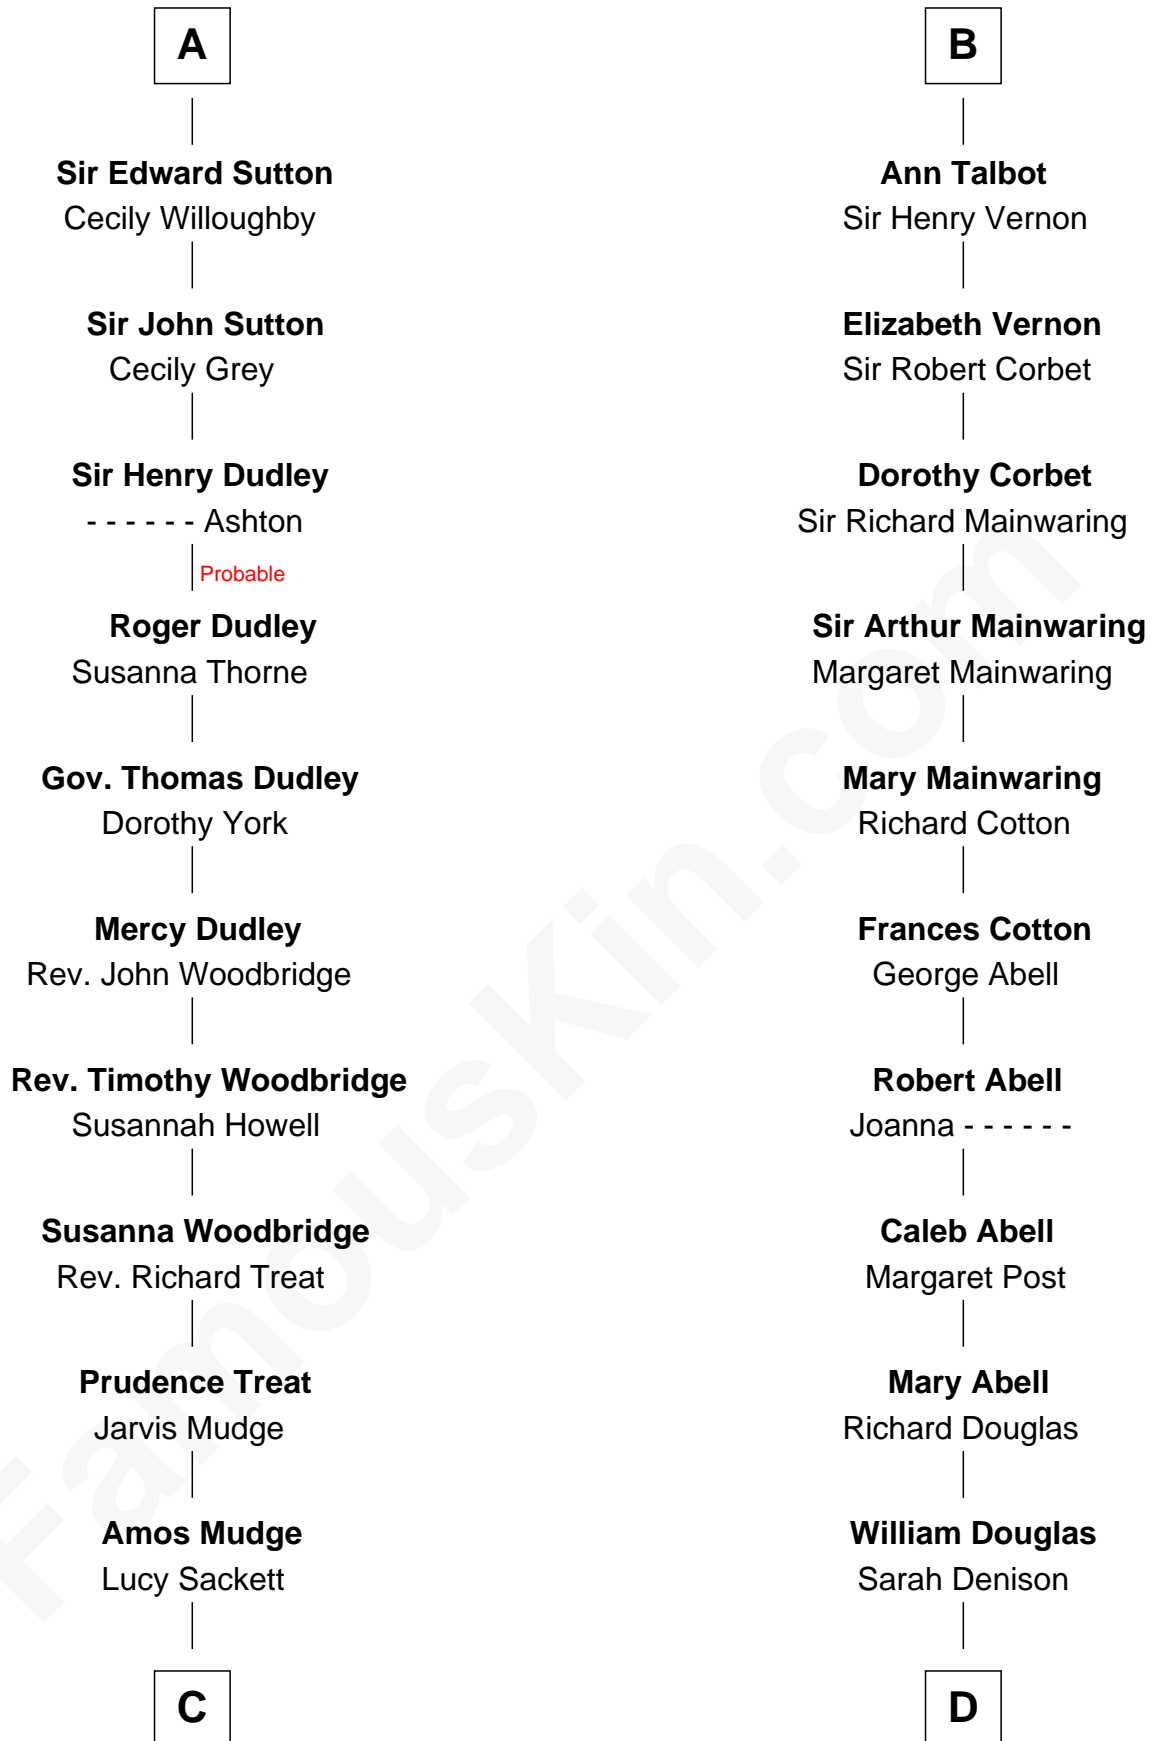 A
Sir Edward Sutton
Cecily Willoughby
Sir John Sutton
Cecily Grey
Sir Henry Dudley
- - - - - - Ashton
Probable
Roger Dudley
Susanna Thorne
Gov. Thomas Dudley
Dorothy York
Mercy Dudley
Rev. John Woodbridge
Rev. Timothy Woodbridge
Susannah Howell
Susanna Woodbridge
Rev. Richard Treat
Prudence Treat
Jarvis Mudge
Amos Mudge
Lucy Sackett
C
B
Ann Talbot
Sir Henry Vernon
Elizabeth Vernon
Sir Robert Corbet
Dorothy Corbet
Sir Richard Mainwaring
Sir Arthur Mainwaring
Margaret Mainwaring
Mary Mainwaring
Richard Cotton
Frances Cotton
George Abell
Robert Abell
Joanna - - - - - -
Caleb Abell
Margaret Post
Mary Abell
Richard Douglas
William Douglas
Sarah Denison
D
FamousKin.com